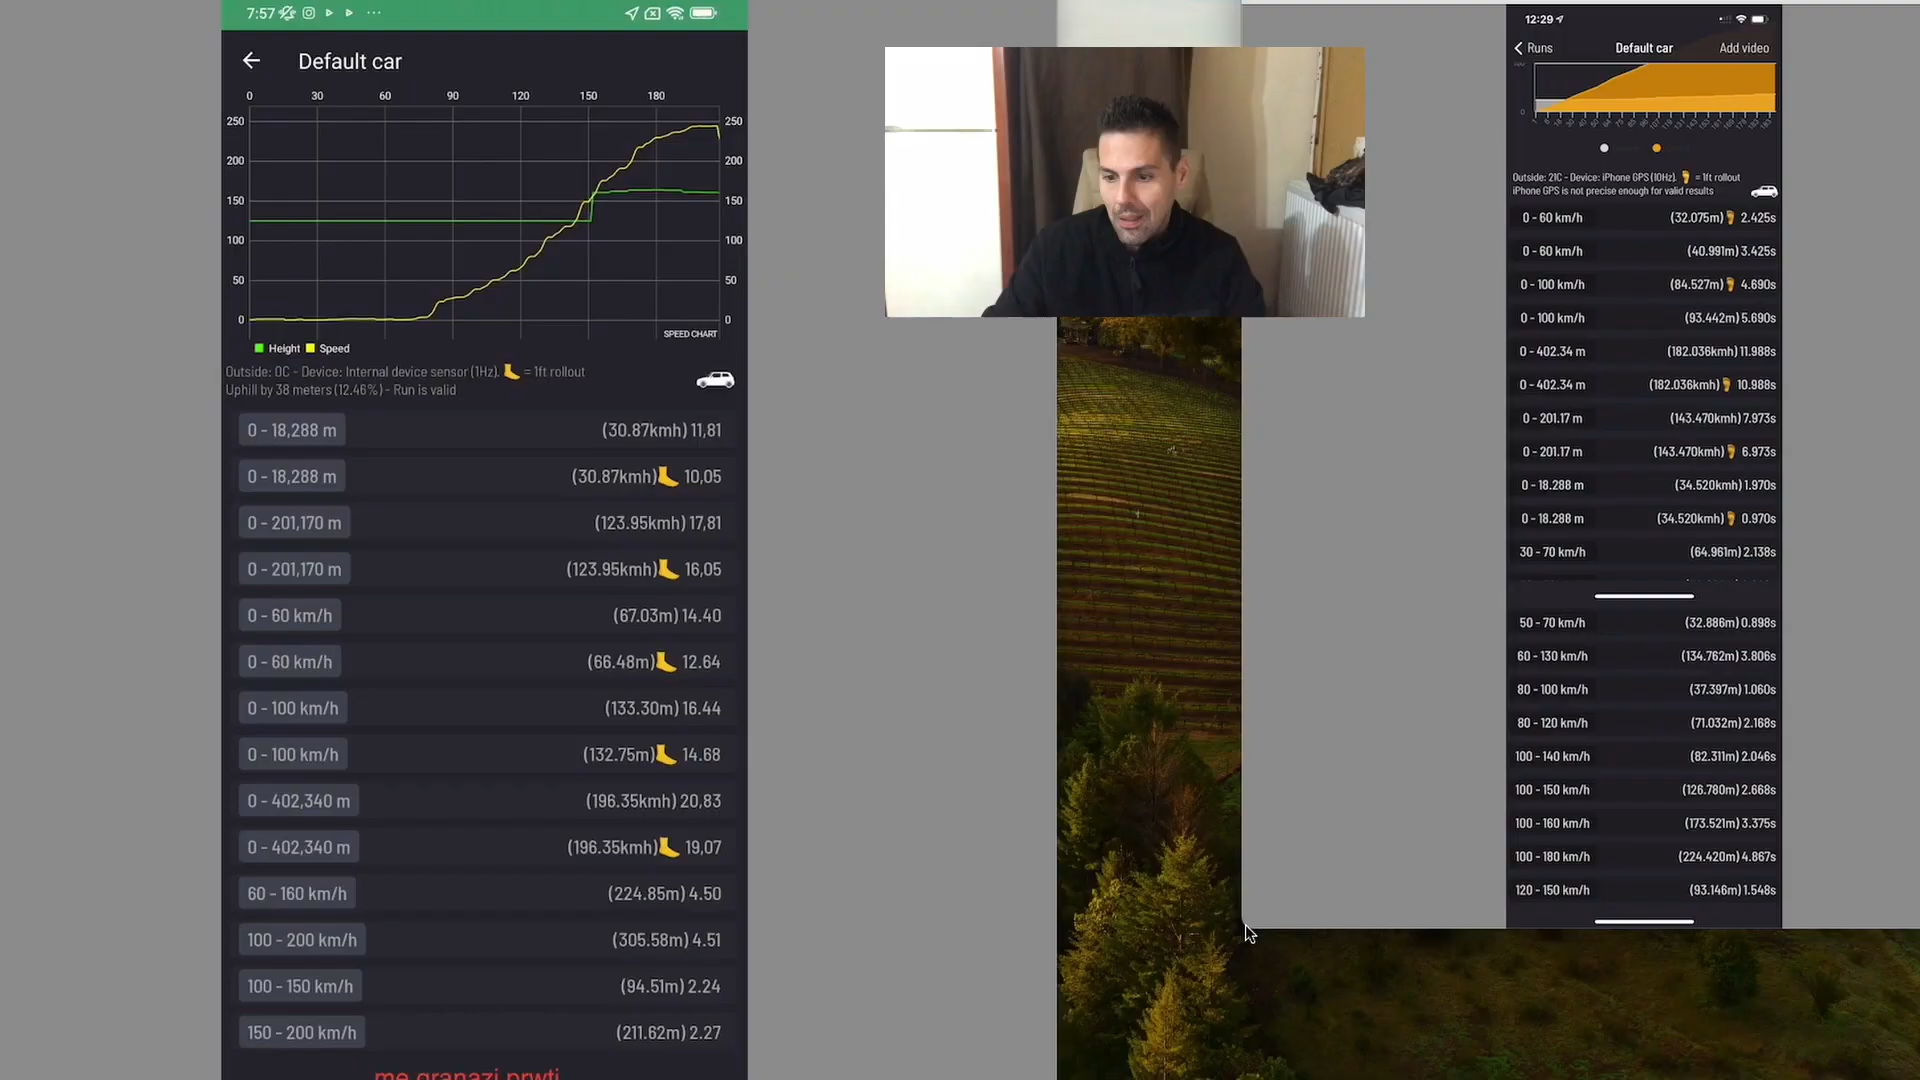 7:57
Default car
0 30 60 90 120 150 180
250 250
200 200
150 150
100 100
50 50
0 0
SPEED CHART
Height Speed
Outside: 0C - Device: Internal device sensor (1Hz). = 1ft rollout
Uphill by 38 meters (12.46%) - Run is valid
0 - 18,288 m (30.87kmh) 11,81
0 - 18,288 m (30.87kmh) 10,05
0 - 201,170 m (123.95kmh) 17,81
0 - 201,170 m (123.95kmh) 16,05
0 - 60 km/h (67.03m) 14.40
0 - 60 km/h (66.48m) 12.64
0 - 100 km/h (133.30m) 16.44
0 - 100 km/h (132.75m) 14.68
0 - 402,340 m (196.35kmh) 20,83
0 - 402,340 m (196.35kmh) 19,07
60 - 160 km/h (224.85m) 4.50
100 - 200 km/h (305.58m) 4.51
100 - 150 km/h (94.51m) 2.24
150 - 200 km/h (211.62m) 2.27
me granazi prwti
12:29
Runs Default car Add video
0
Outside: 21C - Device: iPhone GPS (10Hz). = 1ft rollout
iPhone GPS is not precise enough for valid results
0 - 60 km/h (32.075m) 2.425s
0 - 60 km/h (40.991m) 3.425s
0 - 100 km/h (84.527m) 4.690s
0 - 100 km/h (93.442m) 5.690s
0 - 402.34 m (182.036kmh) 11.988s
0 - 402.34 m (182.036kmh) 10.988s
0 - 201.17 m (143.470kmh) 7.973s
0 - 201.17 m (143.470kmh) 6.973s
0 - 18.288 m (34.520kmh) 1.970s
0 - 18.288 m (34.520kmh) 0.970s
30 - 70 km/h (64.961m) 2.138s
50 - 70 km/h (32.886m) 0.898s
60 - 130 km/h (134.762m) 3.806s
80 - 100 km/h (37.397m) 1.060s
80 - 120 km/h (71.032m) 2.168s
100 - 140 km/h (82.311m) 2.046s
100 - 150 km/h (126.780m) 2.668s
100 - 160 km/h (173.521m) 3.375s
100 - 180 km/h (224.420m) 4.867s
120 - 150 km/h (93.146m) 1.548s